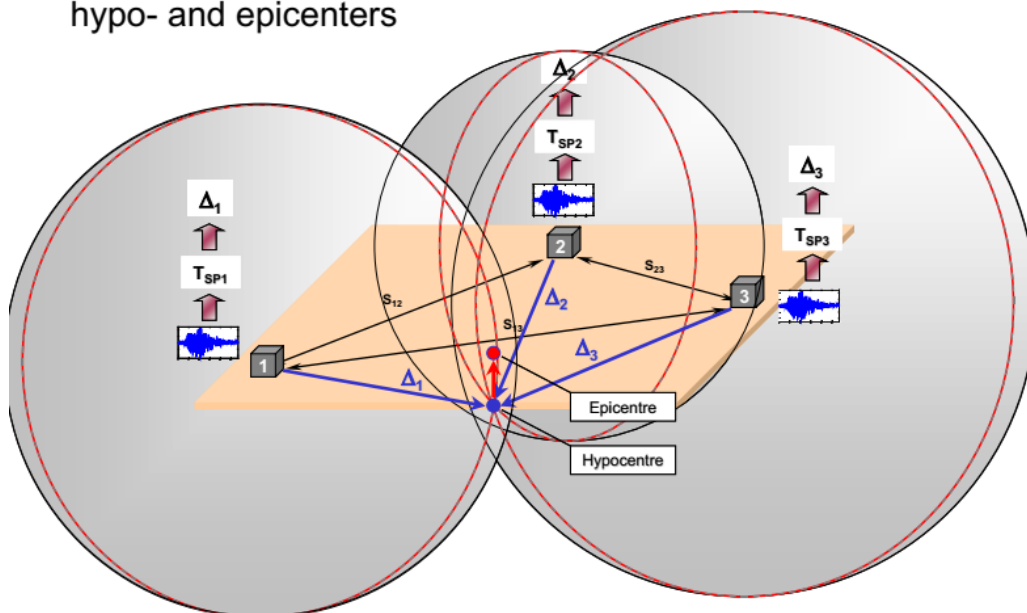 hypo- and epicenters
Δ2
TSP2
Δ1
TSP1
Δ3
TSP3
2
S23
3
S12
S13
Δ2
Δ3
1
Δ1
Epicentre
Hypocentre